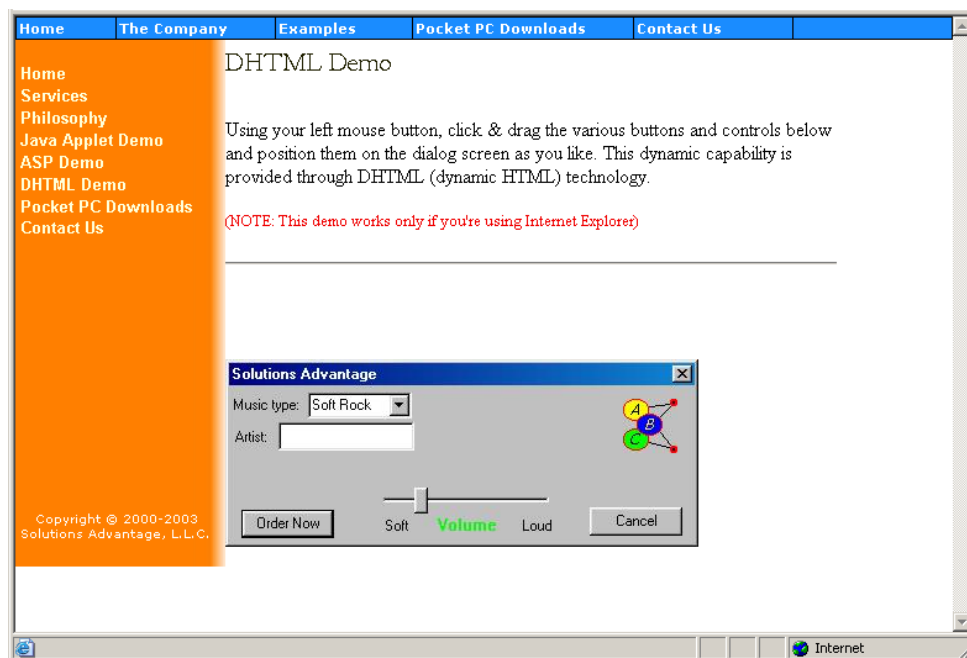 Home The Company Examples Pocket PC Downloads Contact Us
Home
Services
Philosophy
Java Applet Demo
ASP Demo
DHTML Demo
Pocket PC Downloads
Contact Us
Copyright © 2000-2003
Solutions Advantage, L.L.C.
DHTML Demo
Using your left mouse button, click & drag the various buttons and controls below
and position them on the dialog screen as you like. This dynamic capability is
provided through DHTML (dynamic HTML) technology.
(NOTE: This demo works only if you're using Internet Explorer)
Solutions Advantage
Music type: Soft Rock
Artist:
A
B
C
Order Now Soft Volume Loud Cancel
Internet